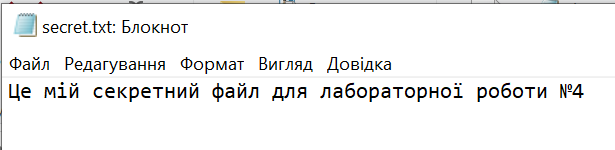 secret.txt: Блокнот
Файл Редагування Формат Вигляд Довідка
Це мій секретний файл для лабораторної роботи №4